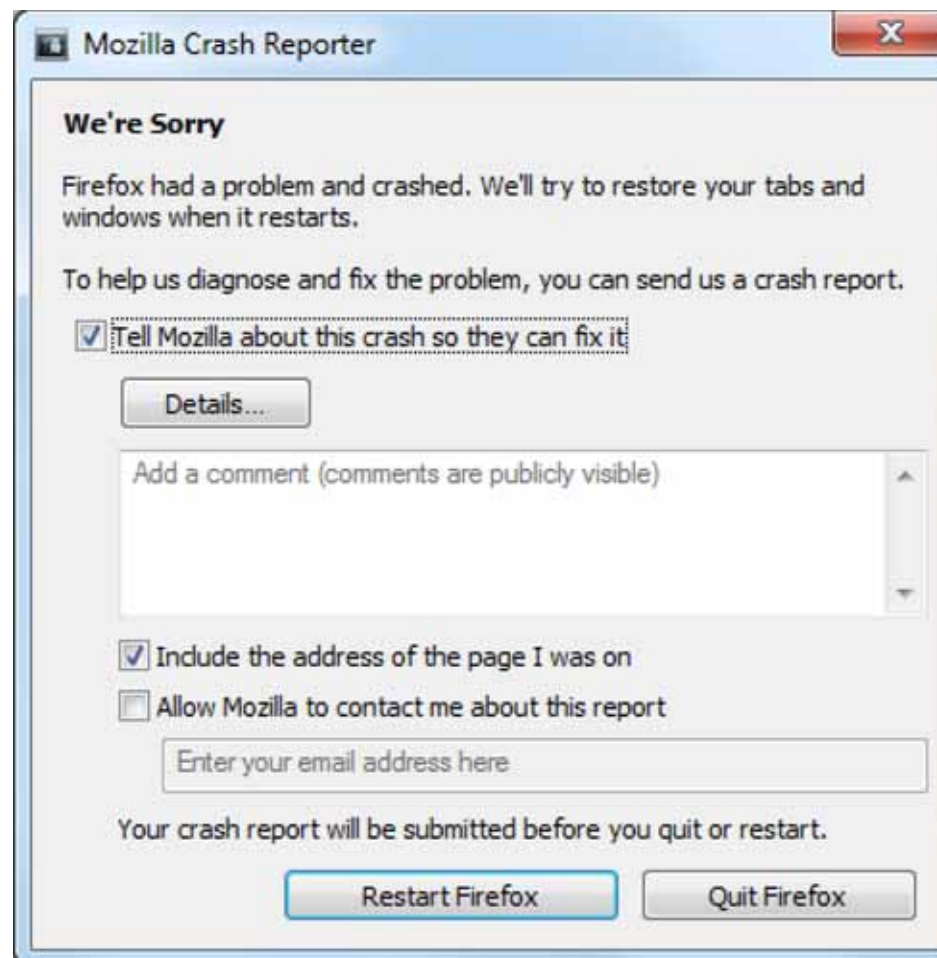 Mozilla Crash Reporter
We're Sorry
Firefox had a problem and crashed. We'll try to restore your tabs and
windows when it restarts.
To help us diagnose and fix the problem, you can send us a crash report.
Tell Mozilla about this crash so they can fix it
Details...
Add a comment (comments are publicly visible)
Include the address of the page I was on
Allow Mozilla to contact me about this report
Enter your email address here
Your crash report will be submitted before you quit or restart.
Restart Firefox
Quit Firefox